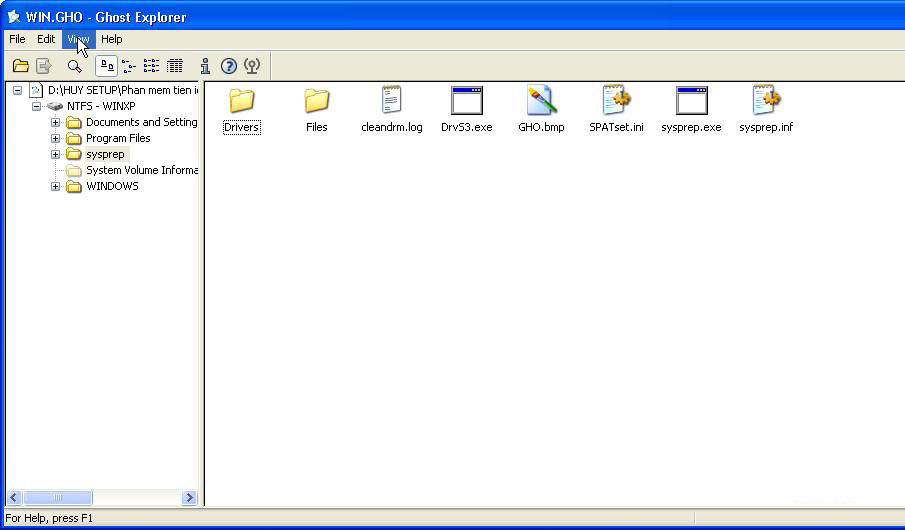 WIN.GHO - Ghost Explorer
File Edit View Help
D:\HUY SETUP\Phan mem tien
NTFS - WINXP
Documents and Setting
Program Files
sysprep
System Volume Informa
WINDOWS
Drivers Files cleandrm.log DrvS3.exe GHO.bmp SPATset.ini sysprep.exe sysprep.inf
For Help, press F1